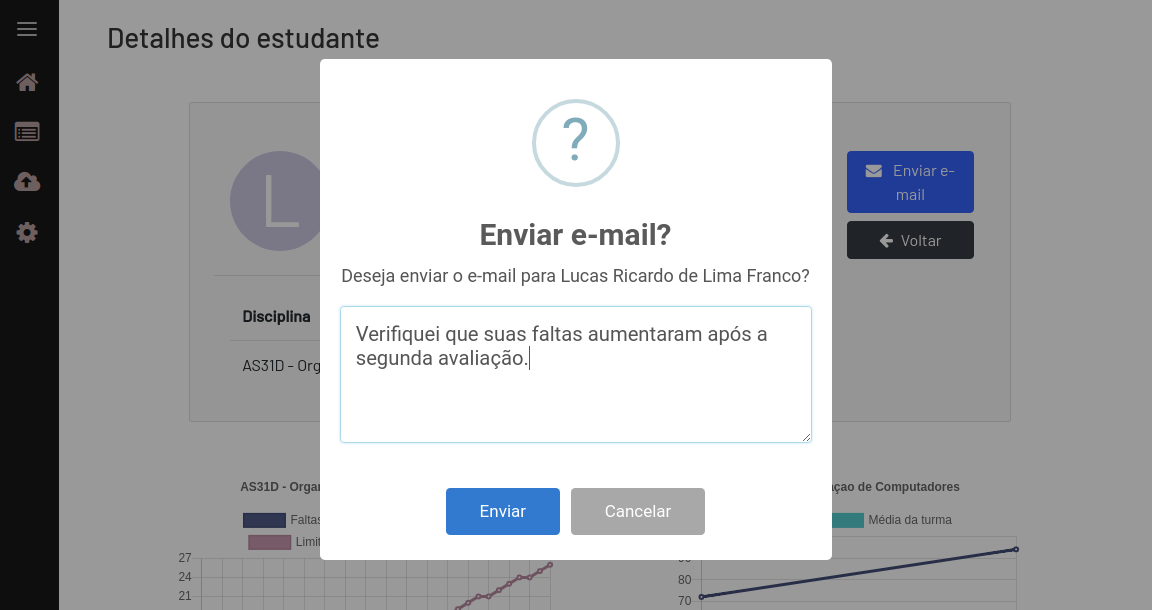 Detalhes do estudante
?
L
Enviar e-
mail
Voltar
Enviar e-mail?
Deseja enviar o e-mail para Lucas Ricardo de Lima Franco?
Verifiquei que suas faltas aumentaram após a
segunda avaliação.
Disciplina
AS31D - Org
Enviar
Cancelar
AS31D - Organ
Faltas
Limit
27
24
21
açao de Computadores
Média da turma
80
70